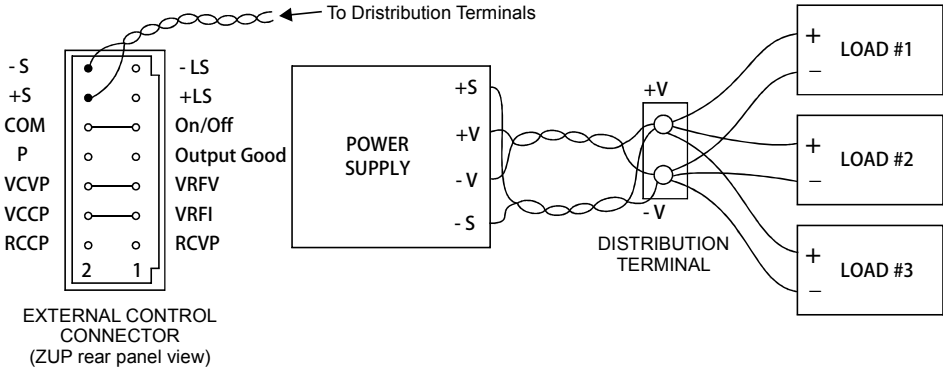 To Dristribution Terminals
- S - LS
+S +LS
COM On/Off
P Output Good
VCVP VRFV
VCCP VRFI
RCCP RCVP
2 1
EXTERNAL CONTROL
CONNECTOR
(ZUP rear panel view)
POWER
SUPPLY
+S
+V
- V
- S
+V
- V
DISTRIBUTION
TERMINAL
+
LOAD #1
−
+
LOAD #2
−
+
LOAD #3
−